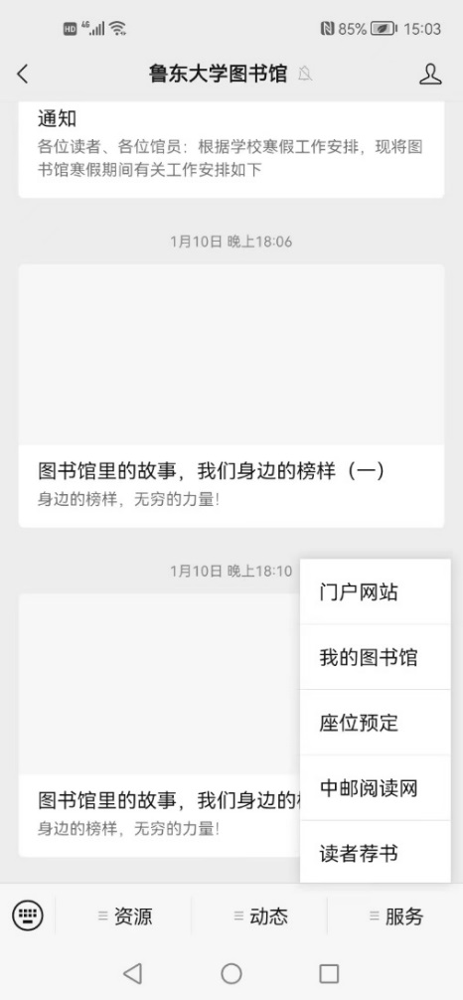 HD 4G 85% 15:03
鲁东大学图书馆
通知
各位读者、各位馆员：根据学校寒假工作安排，现将图
书馆寒假期间有关工作安排如下
1月10日 晚上18:06
图书馆里的故事，我们身边的榜样（一）
身边的榜样，无穷的力量！
1月10日 晚上18:10
图书馆里的故事，我们身边的
身边的榜样，无穷的力量！
门户网站
我的图书馆
座位预定
中邮阅读网
读者荐书
资源
动态
服务